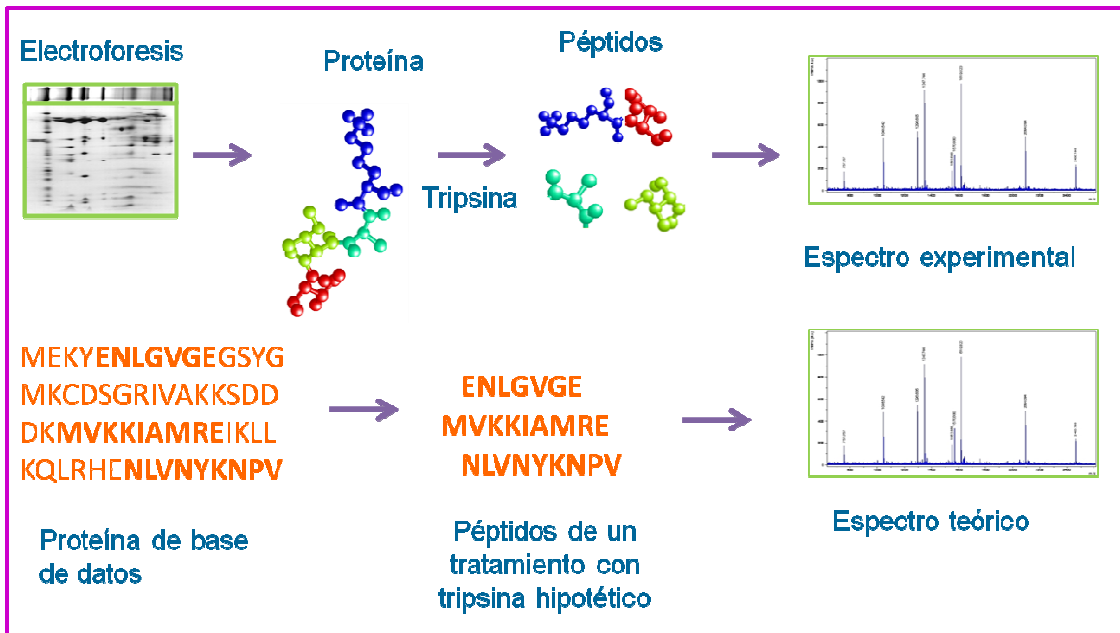 Electroforesis
Proteína
Péptidos
Tripsina
Espectro experimental
MEKYENLGVGEGSYG
MKCDSGRIVAKKSDD
DKMVKKIAMREIKLL
KQLRHENLVNYKNPV
ENLGVGE
MVKKIAMRE
NLVNYKNPV
Proteína de base
de datos
Péptidos de un
tratamiento con
tripsina hipotético
Espectro teórico